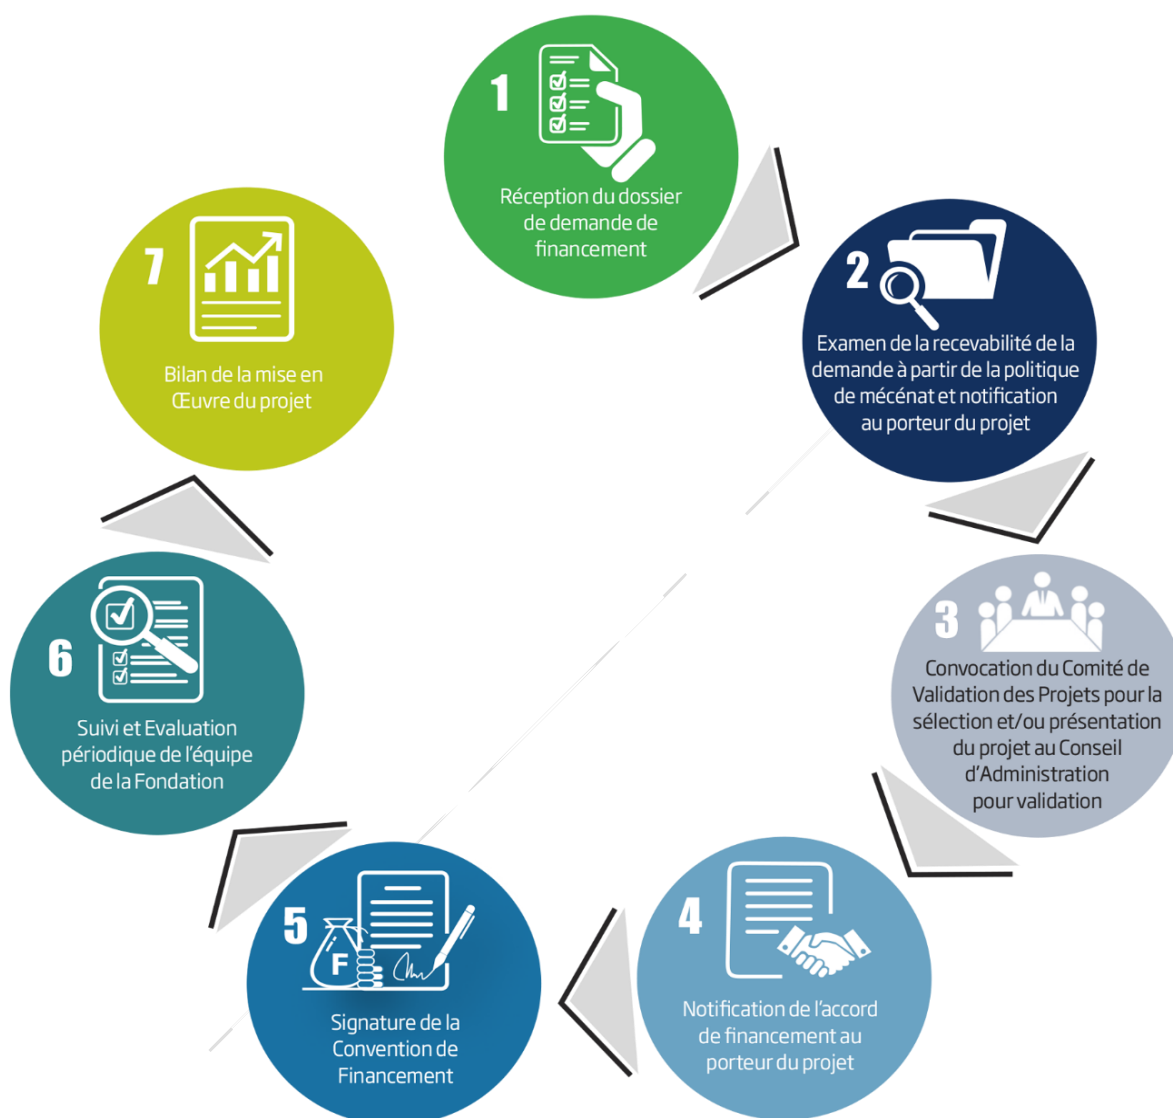 1
Réception du dossier
de demande de
financement
2
Examen de la recevabilité de la
demande à partir de la politique
de mécénat et notification
au porteur du projet
3
Convocation du Comité de
Validation des Projets pour la
sélection et/ou présentation
du projet au Conseil
d'Administration
pour validation
4
Notification de l'accord
de financement au
porteur du projet
5
F
Signature de la
Convention de
Financement
6
Suivi et Evaluation
périodique de l'équipe
de la Fondation
7
Bilan de la mise en
Œuvre du projet